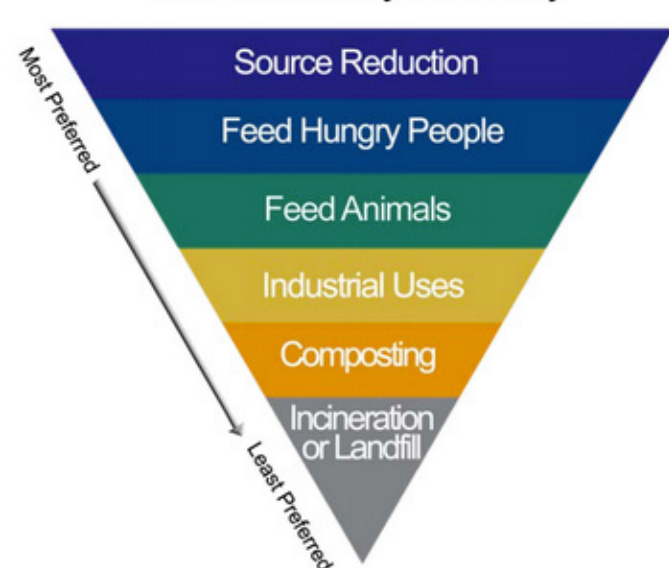 Most Preferred
Source Reduction
Feed Hungry People
Feed Animals
Industrial Uses
Composting
Incineration
or Landfill
Least Preferred